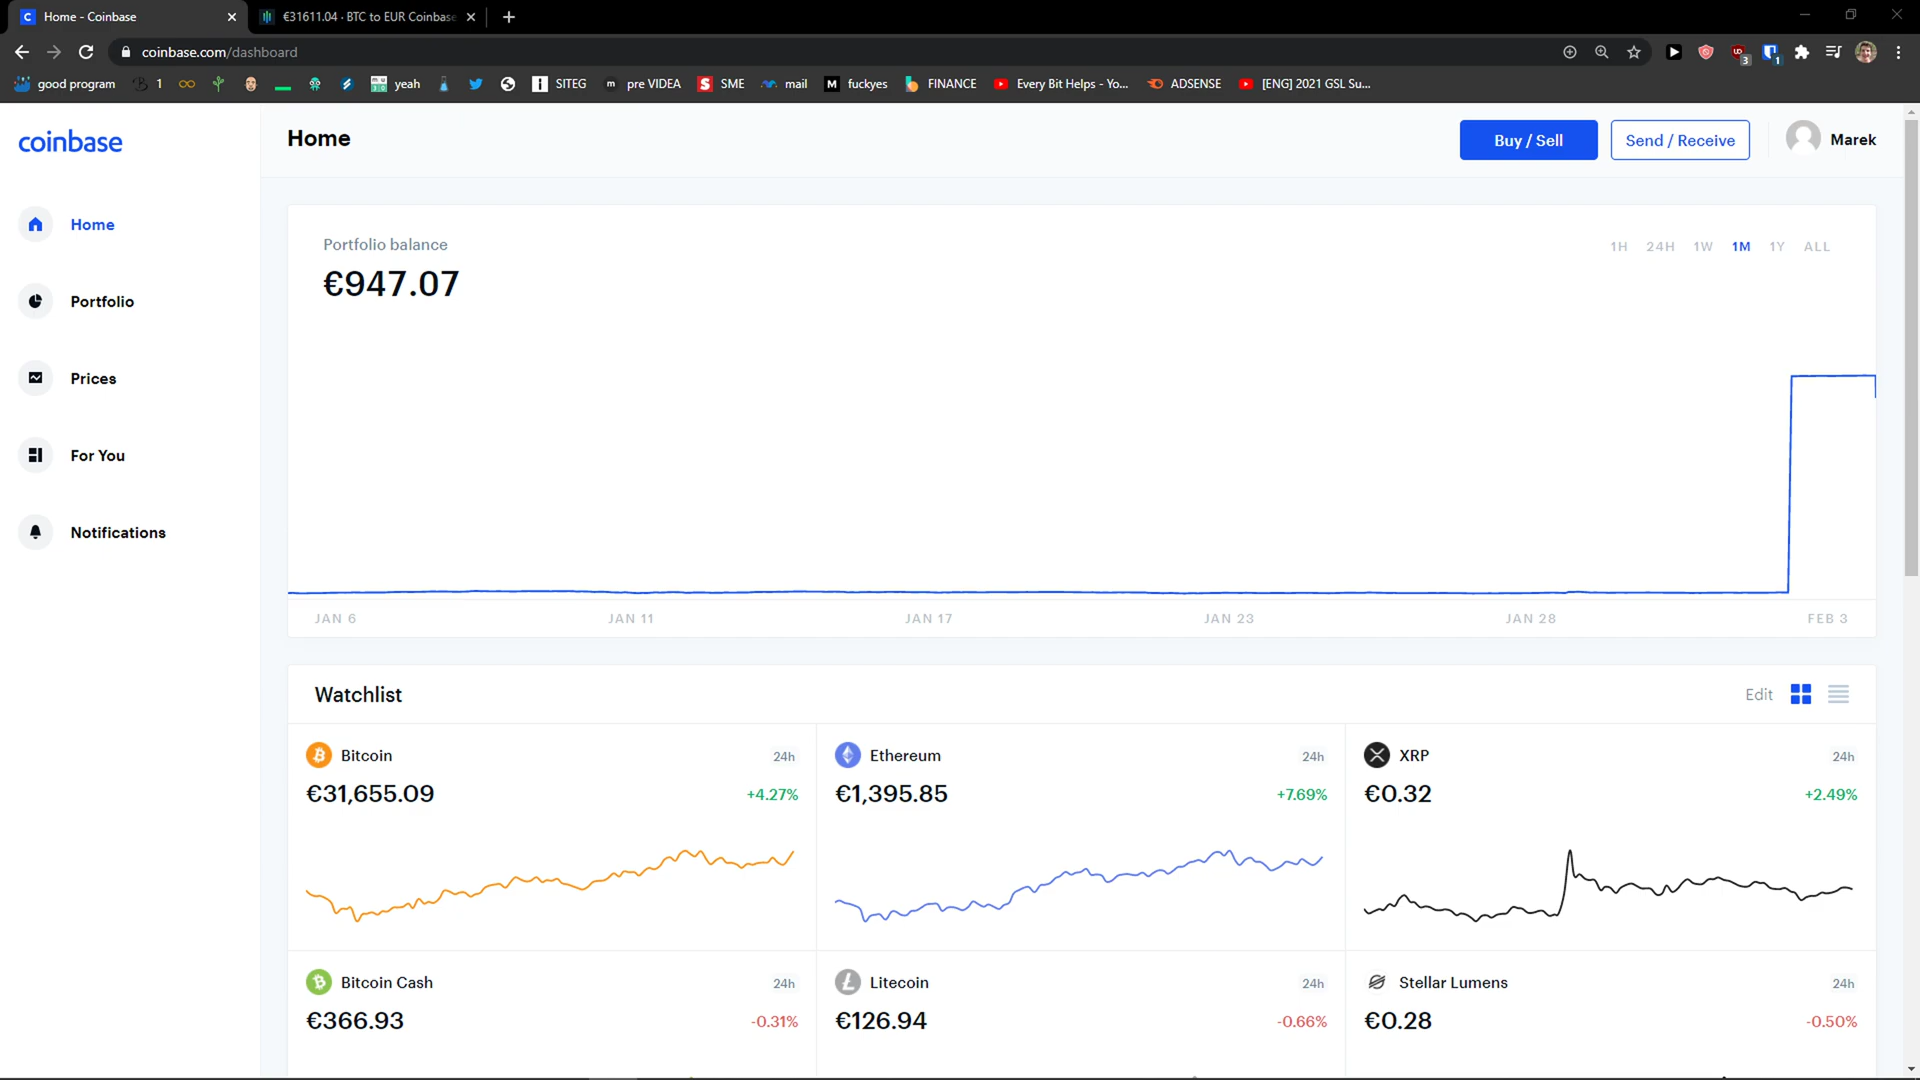 Home - Coinbase
€31611.04 · BTC to EUR Coinbase
coinbase.com/dashboard
3
1
good program
1
yeah
SITEG
pre VIDEA
SME
mail
fuckyes
FINANCE
Every Bit Helps - Yo...
ADSENSE
[ENG] 2021 GSL Su...
coinbase
Home
Buy / Sell
Send / Receive
Marek
Home
Portfolio
Prices
For You
Notifications
Portfolio balance
€947.07
1H 24H 1W 1M 1Y ALL
JAN 6 JAN 11 JAN 17 JAN 23 JAN 28 FEB 3
Watchlist
Edit
Bitcoin 24h
€31,655.09 +4.27%
Ethereum 24h
€1,395.85 +7.69%
XRP 24h
€0.32 +2.49%
Bitcoin Cash 24h
€366.93 -0.31%
Litecoin 24h
€126.94 -0.66%
Stellar Lumens 24h
€0.28 -0.50%